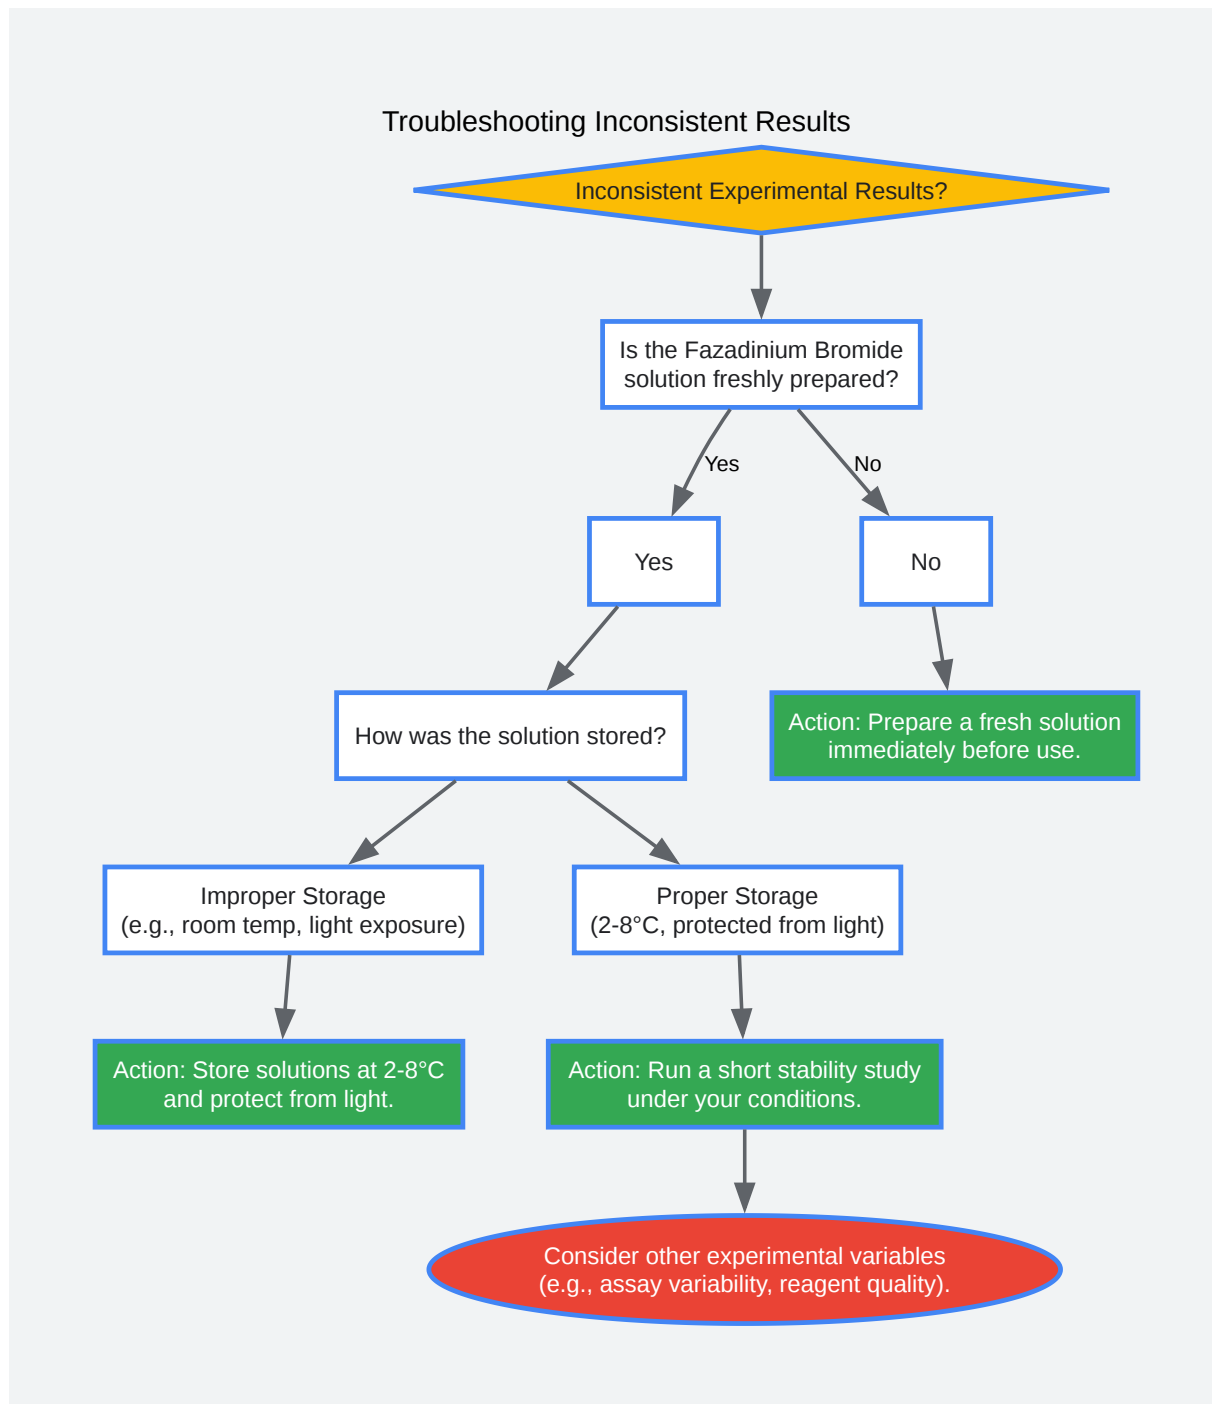 Troubleshooting Inconsistent Results
Inconsistent Experimental Results?
Is the Fazadinium Bromide
solution freshly prepared?
Yes
No
Yes
No
How was the solution stored?
Action: Prepare a fresh solution
immediately before use.
Improper Storage
(e.g., room temp, light exposure)
Proper Storage
(2-8°C, protected from light)
Action: Store solutions at 2-8°C
and protect from light.
Action: Run a short stability study
under your conditions.
Consider other experimental variables
(e.g., assay variability, reagent quality).